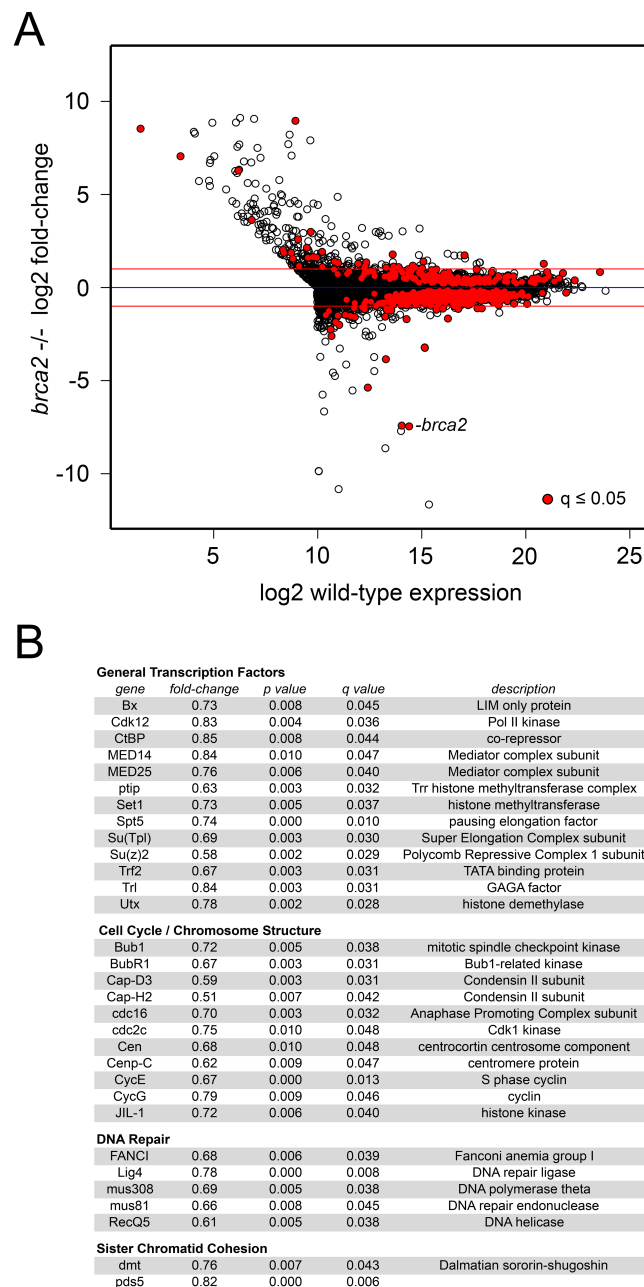 A
10
5
0
-5
-10
brca2 -/- log2 fold-change
-brca2
q ≤ 0.05
5 10 15 20 25
log2 wild-type expression
B
General Transcription Factors
gene fold-change p value q value description
Bx 0.73 0.008 0.045 LIM only protein
Cdk12 0.83 0.004 0.036 Pol II kinase
CtBP 0.85 0.008 0.044 co-repressor
MED14 0.84 0.010 0.047 Mediator complex subunit
MED25 0.76 0.006 0.040 Mediator complex subunit
ptip 0.63 0.003 0.032 Trr histone methyltransferase complex
Set1 0.73 0.005 0.037 histone methyltransferase
Spt5 0.74 0.000 0.010 pausing elongation factor
Su(Tpl) 0.69 0.003 0.030 Super Elongation Complex subunit
Su(z)2 0.58 0.002 0.029 Polycomb Repressive Complex 1 subunit
Trf2 0.67 0.003 0.031 TATA binding protein
Trl 0.84 0.003 0.031 GAGA factor
Utx 0.78 0.002 0.028 histone demethylase
Cell Cycle / Chromosome Structure
Bub1 0.72 0.005 0.038 mitotic spindle checkpoint kinase
BubR1 0.67 0.003 0.031 Bub1-related kinase
Cap-D3 0.59 0.003 0.031 Condensin II subunit
Cap-H2 0.51 0.007 0.042 Condensin II subunit
cdc16 0.70 0.003 0.032 Anaphase Promoting Complex subunit
cdc2c 0.75 0.010 0.048 Cdk1 kinase
Cen 0.68 0.010 0.048 centrocortin centrosome component
Cenp-C 0.62 0.009 0.047 centromere protein
CycE 0.67 0.000 0.013 S phase cyclin
CycG 0.79 0.009 0.046 cyclin
JIL-1 0.72 0.006 0.040 histone kinase
DNA Repair
FANCI 0.68 0.006 0.039 Fanconi anemia group I
Lig4 0.78 0.000 0.008 DNA repair ligase
mus308 0.69 0.005 0.038 DNA polymerase theta
mus81 0.66 0.008 0.045 DNA repair endonuclease
RecQ5 0.61 0.005 0.038 DNA helicase
Sister Chromatid Cohesion
dmt 0.76 0.007 0.043 Dalmatian sororin-shugoshin
pds5 0.82 0.000 0.006